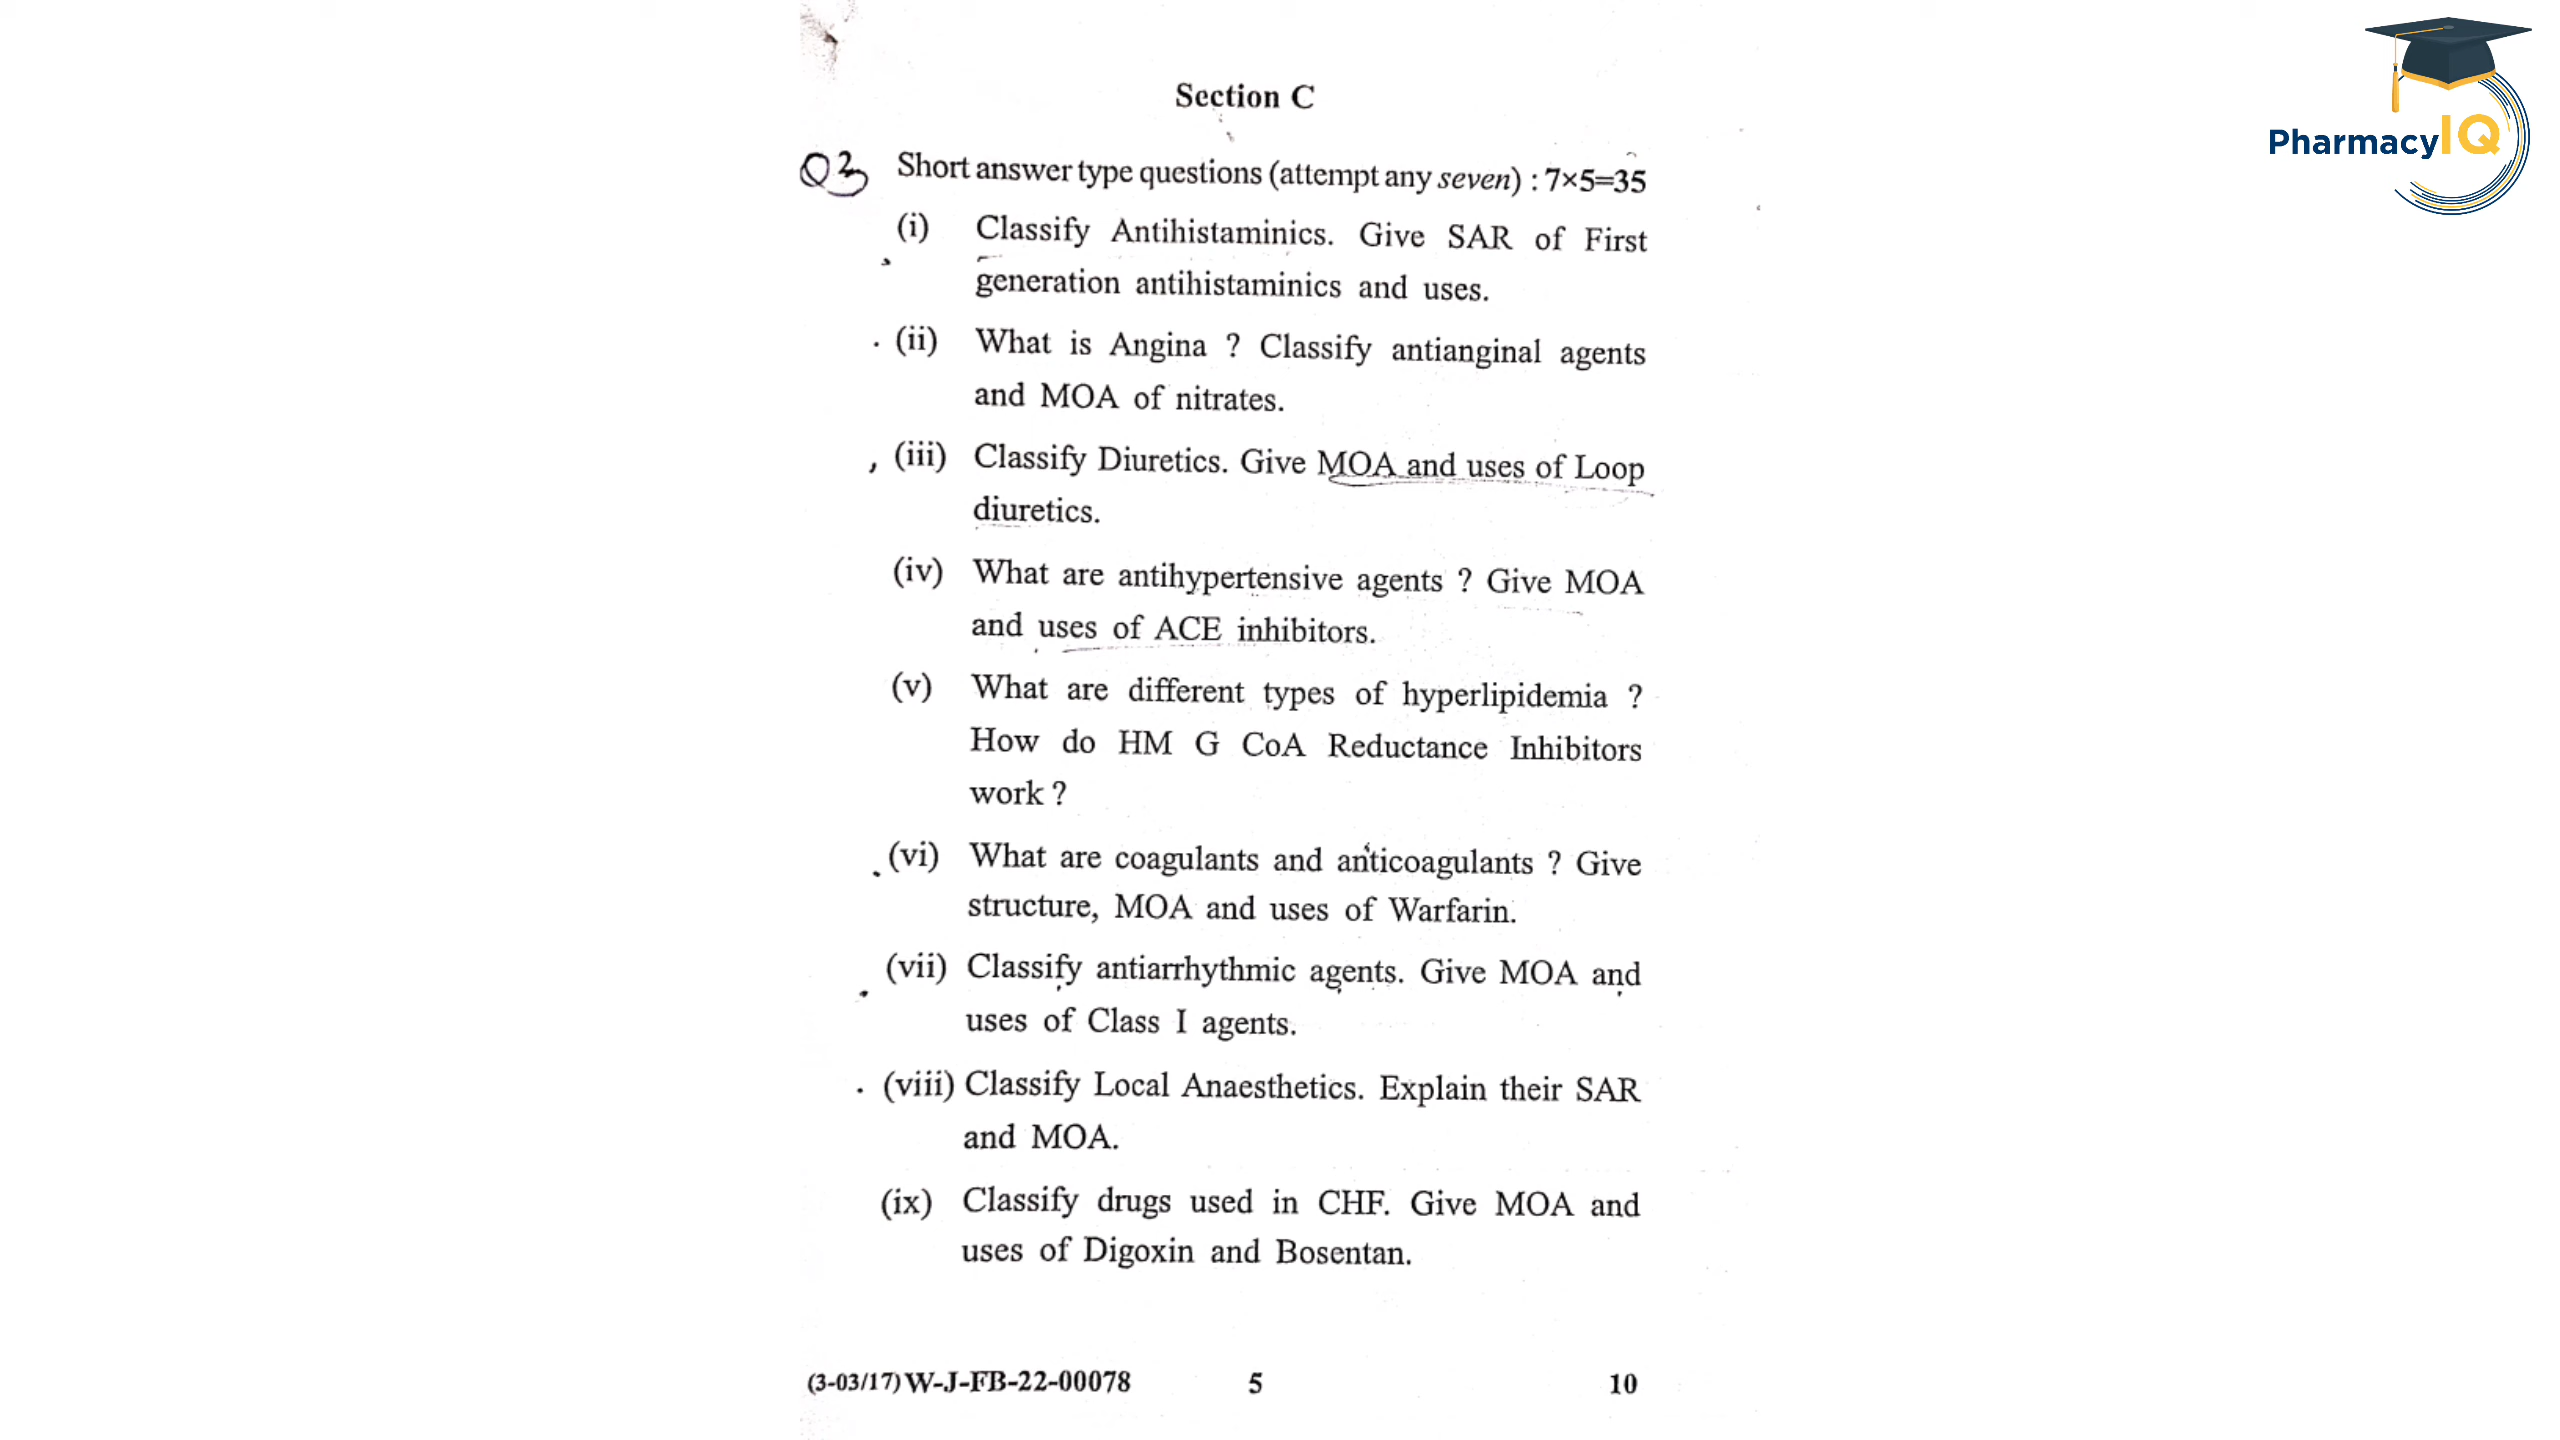 PharmacyIQ
Section C
Q3 Short answer type questions (attempt any seven) : 7×5=35
(i) Classify Antihistaminics. Give SAR of First
generation antihistaminics and uses.
(ii) What is Angina ? Classify antianginal agents
and MOA of nitrates.
(iii) Classify Diuretics. Give MOA and uses of Loop
diuretics.
(iv) What are antihypertensive agents ? Give MOA
and uses of ACE inhibitors.
(v) What are different types of hyperlipidemia ?
How do HM G CoA Reductance Inhibitors
work ?
(vi) What are coagulants and anticoagulants ? Give
structure, MOA and uses of Warfarin.
(vii) Classify antiarrhythmic agents. Give MOA and
uses of Class I agents.
(viii) Classify Local Anaesthetics. Explain their SAR
and MOA.
(ix) Classify drugs used in CHF. Give MOA and
uses of Digoxin and Bosentan.
(3-03/17) W-J-FB-22-00078 5 10